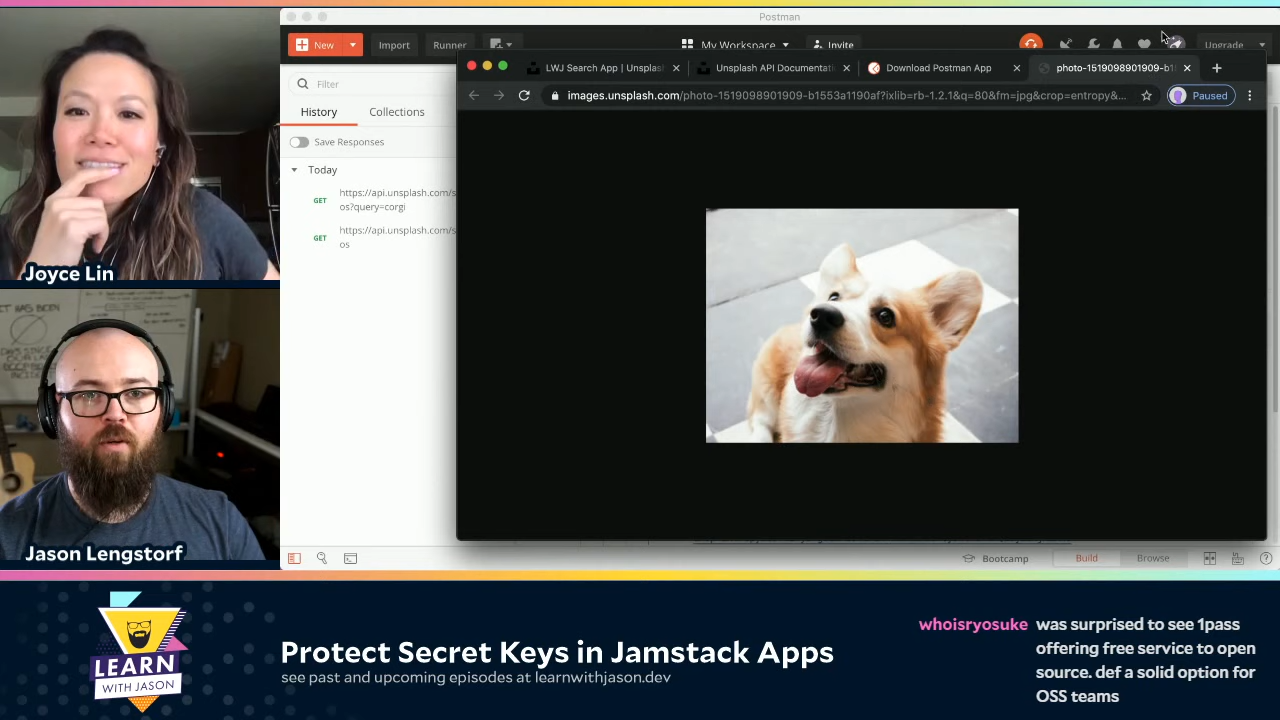 Postman
New
Import
Runner
My Workspace
Invite
Upgrade
LWJ Search App | Unsplas
Unsplash API Documentati
Download Postman App
photo-1519098901909-b1
images.unsplash.com/photo-1519098901909-b1553a1190af?ixlib=rb-1.2.1&q=80&fm=jpg&crop=entropy&...
Paused
Filter
History
Collections
Save Responses
Today
GET
https://api.unsplash.com/s
os?query=corgi
GET
https://api.unsplash.com/s
os
Joyce Lin
Jason Lengstorf
Bootcamp
Build
Browse
LEARN
WITH JASON
Protect Secret Keys in Jamstack Apps
see past and upcoming episodes at learnwithjason.dev
whoisryosuke was surprised to see 1pass
offering free service to open
source. def a solid option for
OSS teams